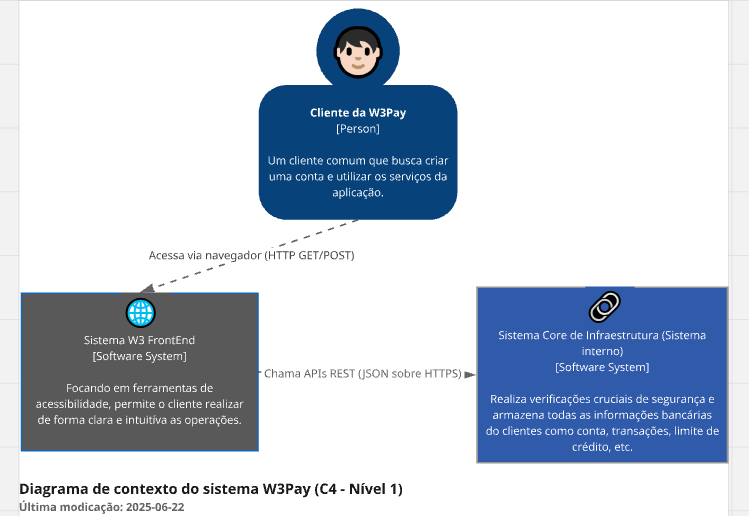 Cliente da W3Pay
[Person]
Um cliente comum que busca criar
uma conta e utilizar os serviços da
aplicação.
Acessa via navegador (HTTP GET/POST)
Sistema W3 FrontEnd
[Software System]
Focando em ferramentas de
acessibilidade, permite o cliente realizar
de forma clara e intuitíva as operações.
Chama APIs REST (JSON sobre HTTPS)
Sistema Core de Infraestrutura (Sistema
interno)
[Software System]
Realiza verificações cruciais de segurança e
armazena todas as informações bancárias
do clientes como conta, transações, limite de
crédito, etc.
Diagrama de contexto do sistema W3Pay (C4 - Nível 1)
Última modicação: 2025-06-22